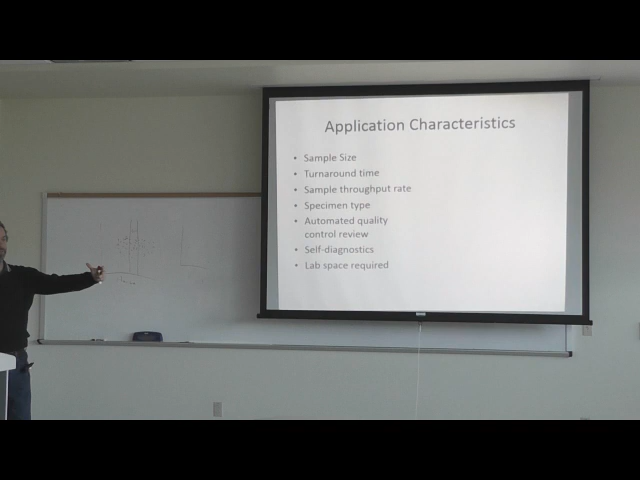 Application Characteristics
• Sample Size
• Turnaround time
• Sample throughput rate
• Specimen type
• Automated quality
control review
• Self-diagnostics
• Lab space required